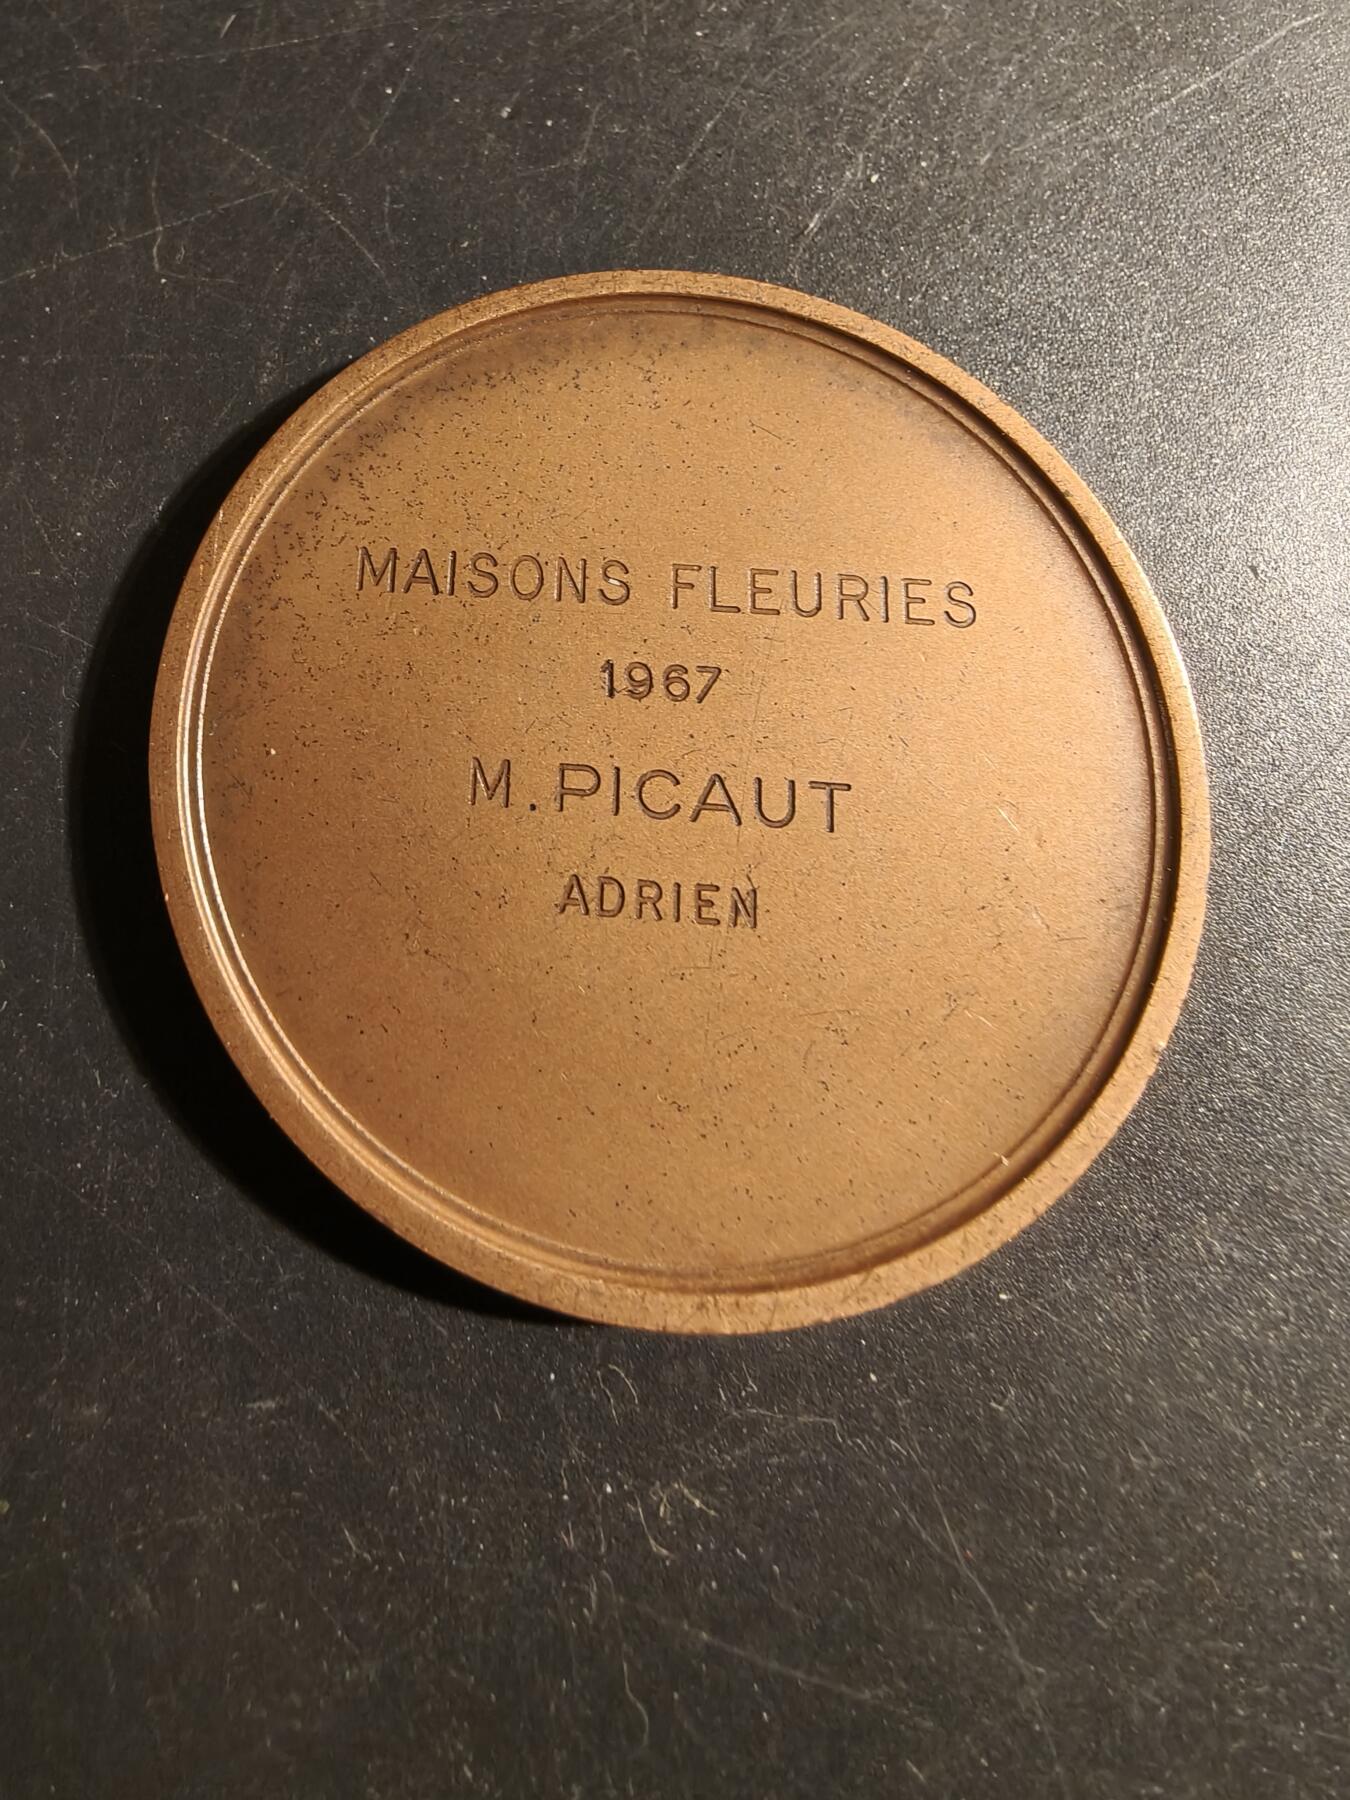 MAISONS FLEURIES
1967
M. PICAUT
ADRIEN